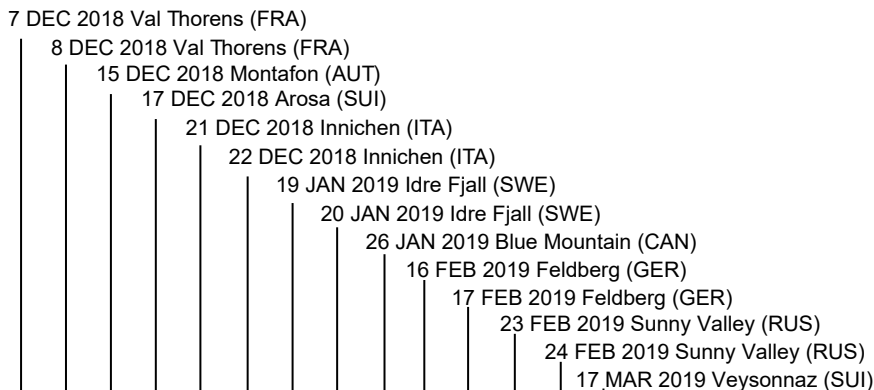 7 DEC 2018 Val Thorens (FRA)
8 DEC 2018 Val Thorens (FRA)
15 DEC 2018 Montafon (AUT)
17 DEC 2018 Arosa (SUI)
21 DEC 2018 Innichen (ITA)
22 DEC 2018 Innichen (ITA)
19 JAN 2019 Idre Fjall (SWE)
20 JAN 2019 Idre Fjall (SWE)
26 JAN 2019 Blue Mountain (CAN)
16 FEB 2019 Feldberg (GER)
17 FEB 2019 Feldberg (GER)
23 FEB 2019 Sunny Valley (RUS)
24 FEB 2019 Sunny Valley (RUS)
17 MAR 2019 Veysonnaz (SUI)